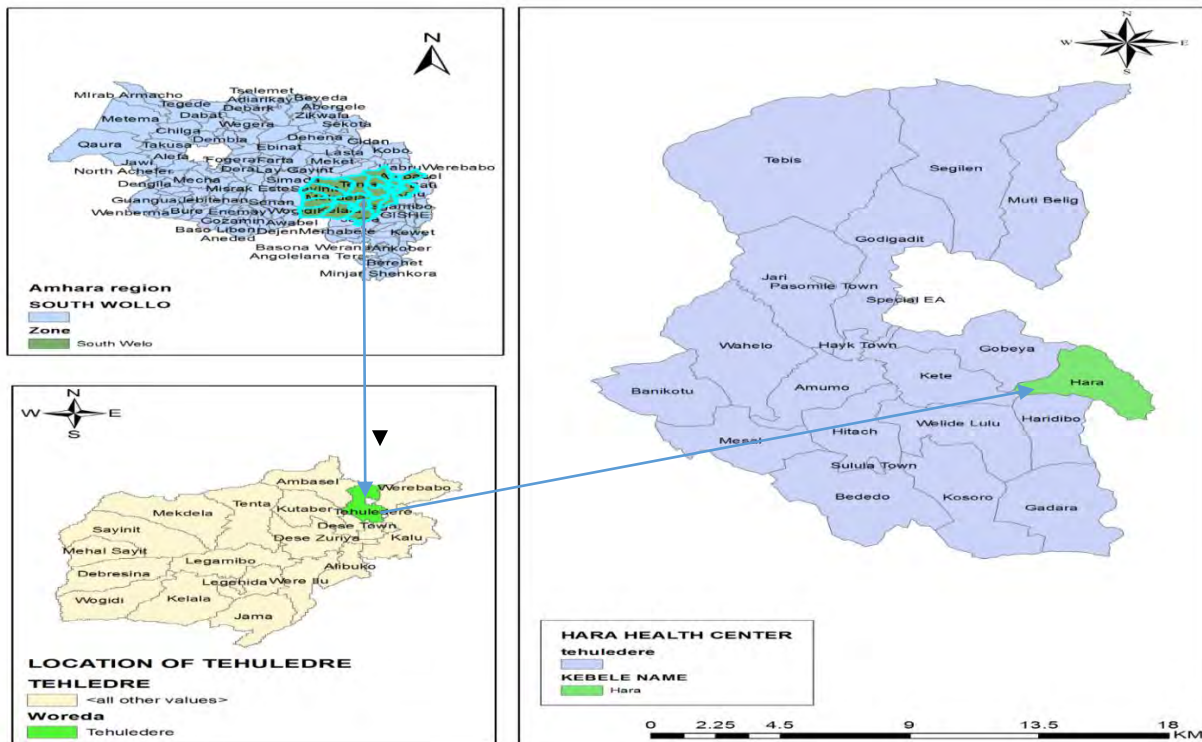 N
Tselemet
Mirab Armacho
Adiarikay
Beyeda
Tegede
Debark
Abergele
Metema
Dabat
Zikwala
Wegera
Sekota
Chilga
Qaura
Takusa
Dembia
Dehena
Gidan
Ebinat
Lasta
Kobo
Alefa
Fogera
Farta
Meket
Jawi
North Achefer
Dera
Lay Gayint
Werebabo
Mecha
Simada
Dengila
Misrak Este
Guangua
Jebitenan
Senan
Wenberma
Bure
Enemay
GISHE
Gozamin
Awabel
Baso Liben
Dejen
Merhabete
Kewet
Aneded
Basona Werana
Ankober
Angolelana Tera
Berehet
Minjar Shenkora
Amhara region
SOUTH WOLLO
Zone
South Welo
N
W E
S
Ambasel
Werebabo
Tenta
Mekdela
Kutaber
Tehuledere
Sayinit
Dese Town
Dese Zuriya
Kalu
Mehal Sayit
Legambo
Albuko
Debresina
Legehida
Were Ilu
Wogidi
Kelala
Jama
LOCATION OF TEHULEDRE
TEHLEDRE
<all other values>
Woreda
Tehuledere
N
W E
S
Tebis
Segilen
Muti Belig
Godigadit
Jari
Pasomile Town
Special EA
Wahelo
Hayk Town
Gobeya
Kete
Hara
Banikotu
Amumo
Mesal
Hitach
Welide Lulu
Haridibo
Sulula Town
Bededo
Kosoro
Gadara
HARA HEALTH CENTER
tehuledere
KEBELE NAME
Hara
0 2.25 4.5 9 13.5 18
KM